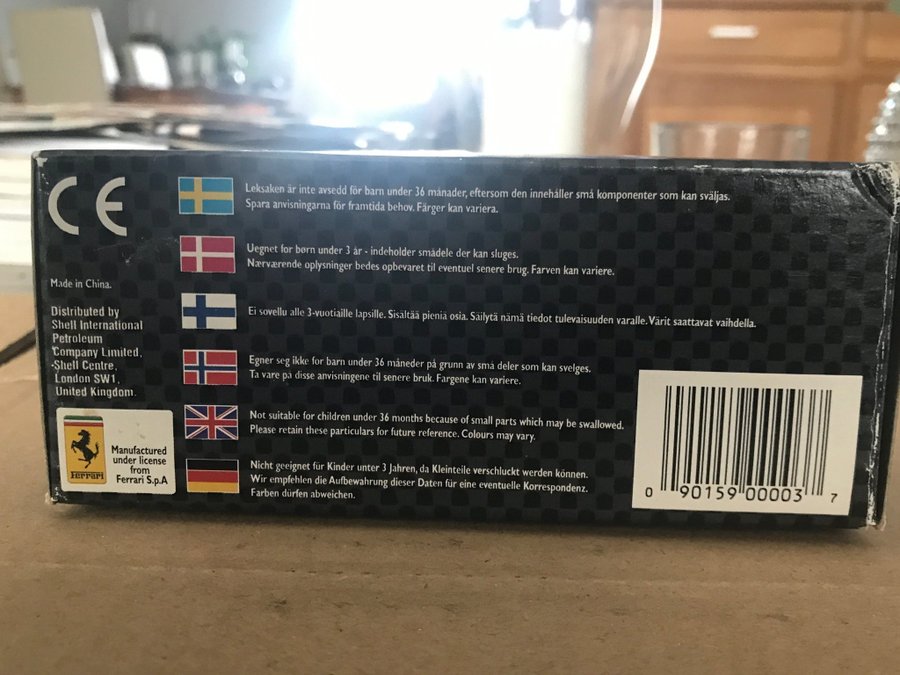 CE
Made in China.
Distributed by
Shell International
Petroleum
Company Limited,
Shell Centre,
London SW1,
United Kingdom.
Ferrari
Manufactured
under license
from
Ferrari S.p.A
Leksaken är inte avsedd för barn under 36 månader, eftersom den innehåller små komponenter som kan sväljas.
Spara anvisningarna för framtida behov. Färger kan variera.
Uegnet for børn under 3 år - indeholder smådele der kan sluges.
Nærværende oplysninger bedes opbevaret til eventuel senere brug. Farven kan variere.
Ei sovellu alle 3-vuotiaille lapsille. Sisältää pieniä osia. Säilytä nämä tiedot tulevaisuuden varalle. Värit saattavat vaihdella.
Egner seg ikke for barn under 36 måneder på grunn av små deler som kan svelges.
Ta vare på disse anvisningene til senere bruk. Fargene kan variere.
Not suitable for children under 36 months because of small parts which may be swallowed.
Please retain these particulars for future reference. Colours may vary.
Nicht geeignet für Kinder unter 3 Jahren, da Kleinteile verschluckt werden können.
Wir empfehlen die Aufbewahrung dieser Daten für eine eventuelle Korrespondenz.
Farben dürfen abweichen.
0 90159 00003 7